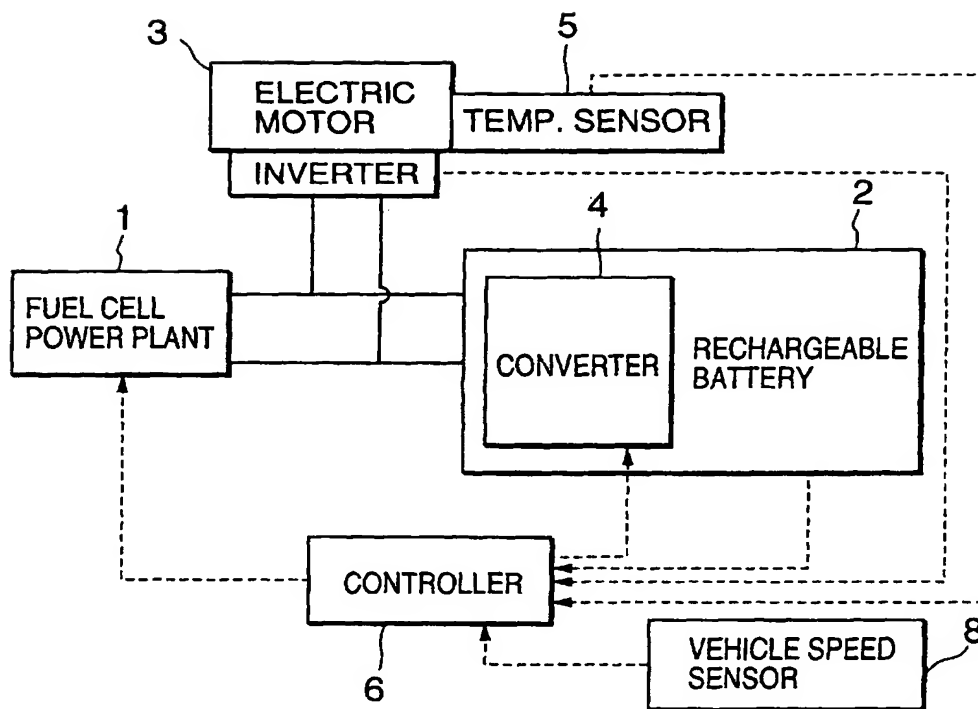 3
5
ELECTRIC
MOTOR
TEMP. SENSOR
INVERTER
1
4
2
FUEL CELL
POWER PLANT
CONVERTER
RECHARGEABLE
BATTERY
CONTROLLER
6
VEHICLE SPEED
SENSOR
8